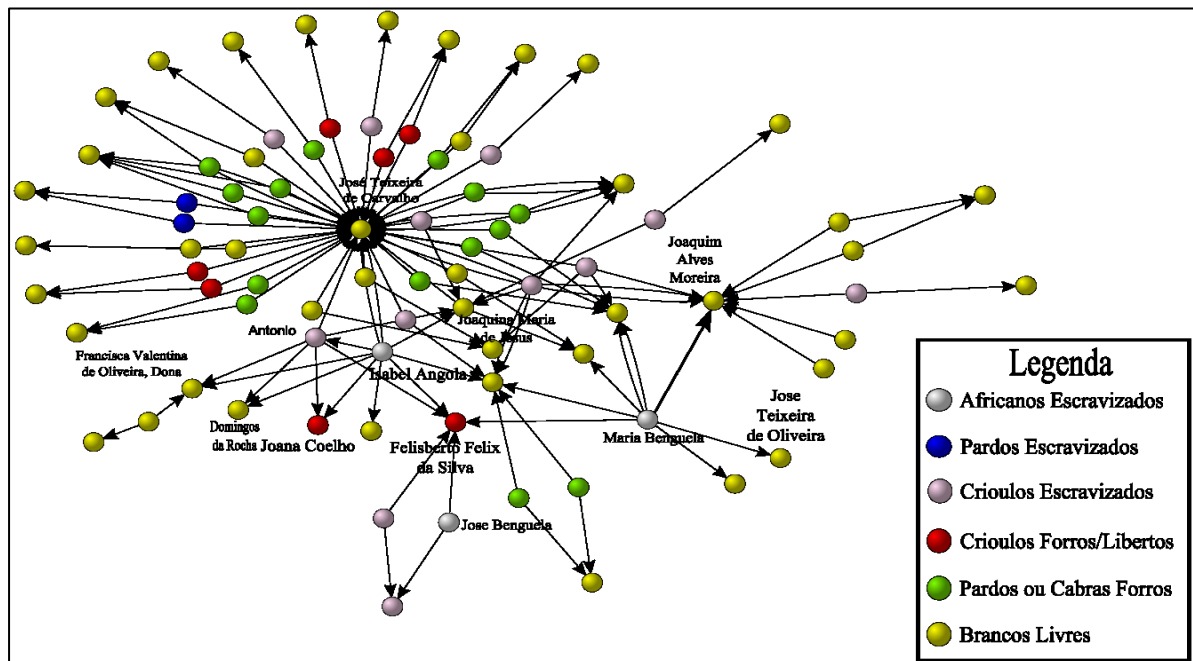 José Teixeira
de Carvalho
Joaquim
Alves
Moreira
Antonio
Joaquina Maria
de Jesus
Francisca Valentina
de Oliveira, Dona
Isabel Angola
Domingos
da Rocha
Joana Coelho
Felisberto Felix
da Silva
Maria Benguela
Jose
Teixeira
de Oliveira
Jose Benguela
Legenda
Africanos Escravizados
Pardos Escravizados
Crioulos Escravizados
Crioulos Forros/Libertos
Pardos ou Cabras Forros
Brancos Livres